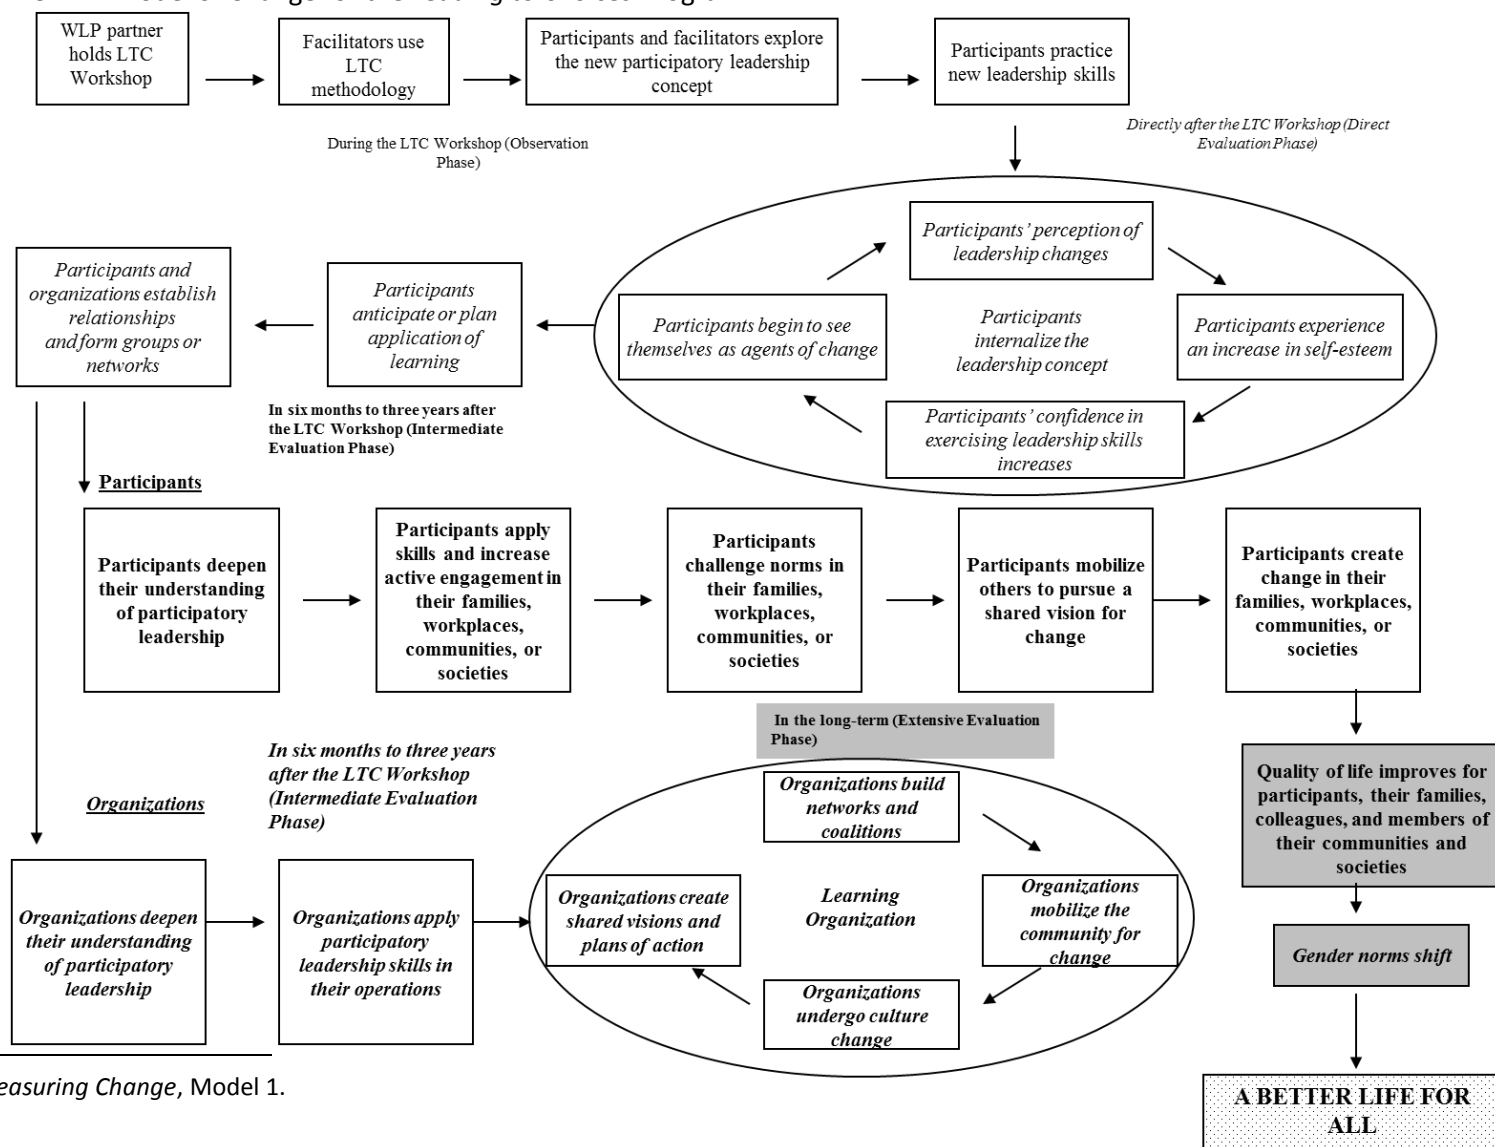 WLP partner
holds LTC
Workshop
Facilitators use
LTC
methodology
Participants and facilitators explore
the new participatory leadership
concept
Participants practice
new leadership skills
During the LTC Workshop (Observation
Phase)
Directly after the LTC Workshop (Direct
Evaluation Phase)
Participants' perception of
leadership changes
Participants experience
an increase in self-esteem
Participants' confidence in
exercising leadership skills
increases
Participants begin to see
themselves as agents of change
Participants
internalize the
leadership concept
Participants
anticipate or plan
application of
learning
Participants and
organizations establish
relationships
and form groups or
networks
In six months to three years after
the LTC Workshop (Intermediate
Evaluation Phase)
Participants
Participants deepen
their understanding
of participatory
leadership
Participants apply
skills and increase
active engagement in
their families,
workplaces,
communities, or
societies
Participants
challenge norms in
their families,
workplaces,
communities, or
societies
Participants mobilize
others to pursue a
shared vision for
change
Participants create
change in their
families, workplaces,
communities, or
societies
In the long-term (Extensive Evaluation
Phase)
Quality of life improves for
participants, their families,
colleagues, and members of
their communities and
societies
Gender norms shift
A BETTER LIFE FOR
ALL
In six months to three years
after the LTC Workshop
(Intermediate Evaluation
Phase)
Organizations
Organizations deepen
their understanding
of participatory
leadership
Organizations apply
participatory
leadership skills in
their operations
Organizations build
networks and
coalitions
Organizations
mobilize the
community for
change
Organizations
undergo culture
change
Organizations create
shared visions and
plans of action
Learning
Organization
easuring Change, Model 1.